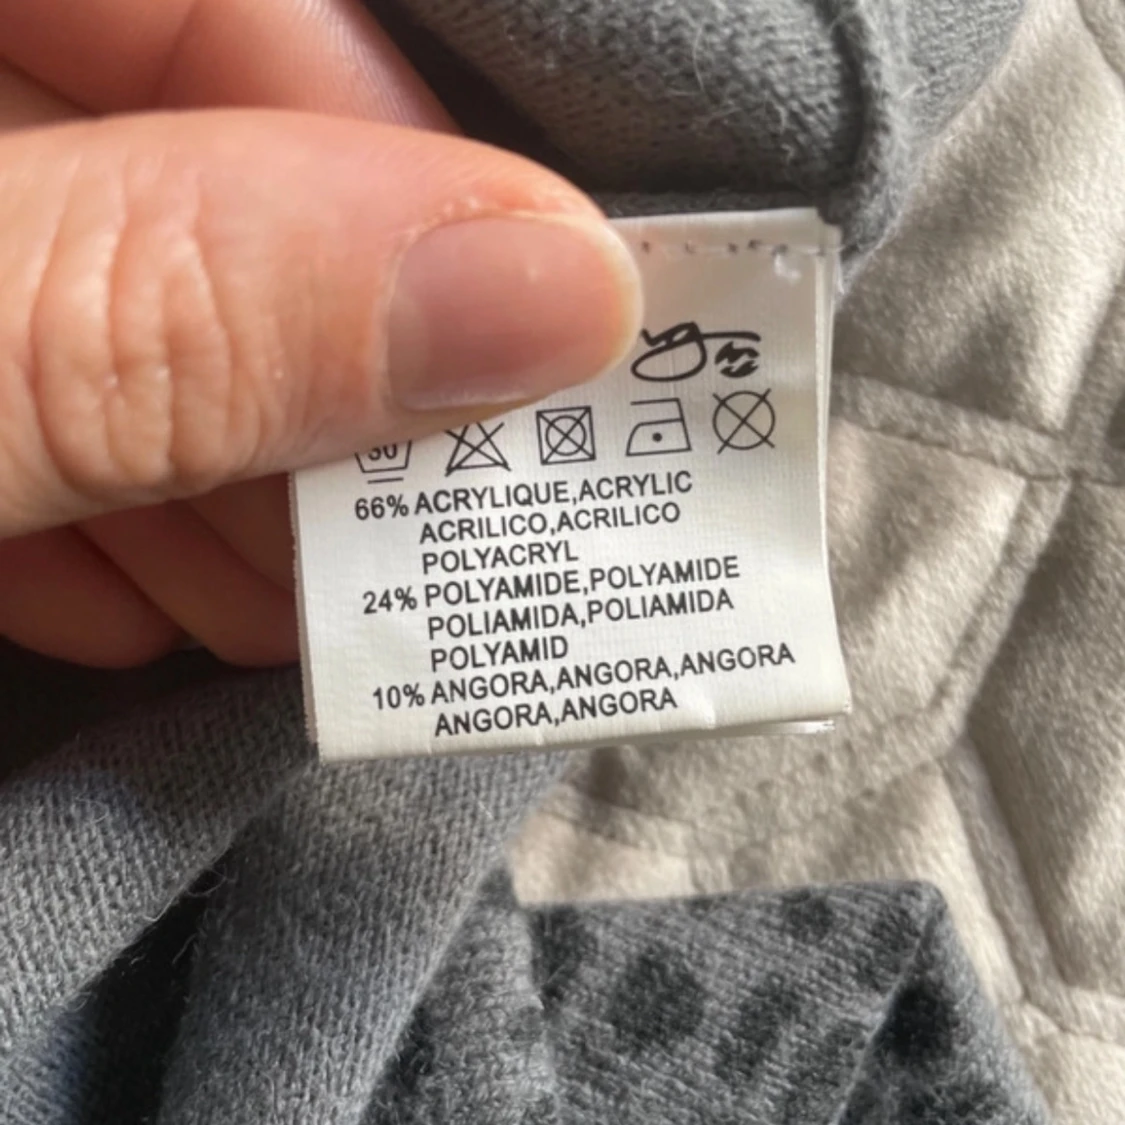 30
66% ACRYLIQUE,ACRYLIC
ACRILICO,ACRILICO
POLYACRYL
24% POLYAMIDE,POLYAMIDE
POLIAMIDA,POLIAMIDA
POLYAMID
10% ANGORA,ANGORA,ANGORA
ANGORA,ANGORA